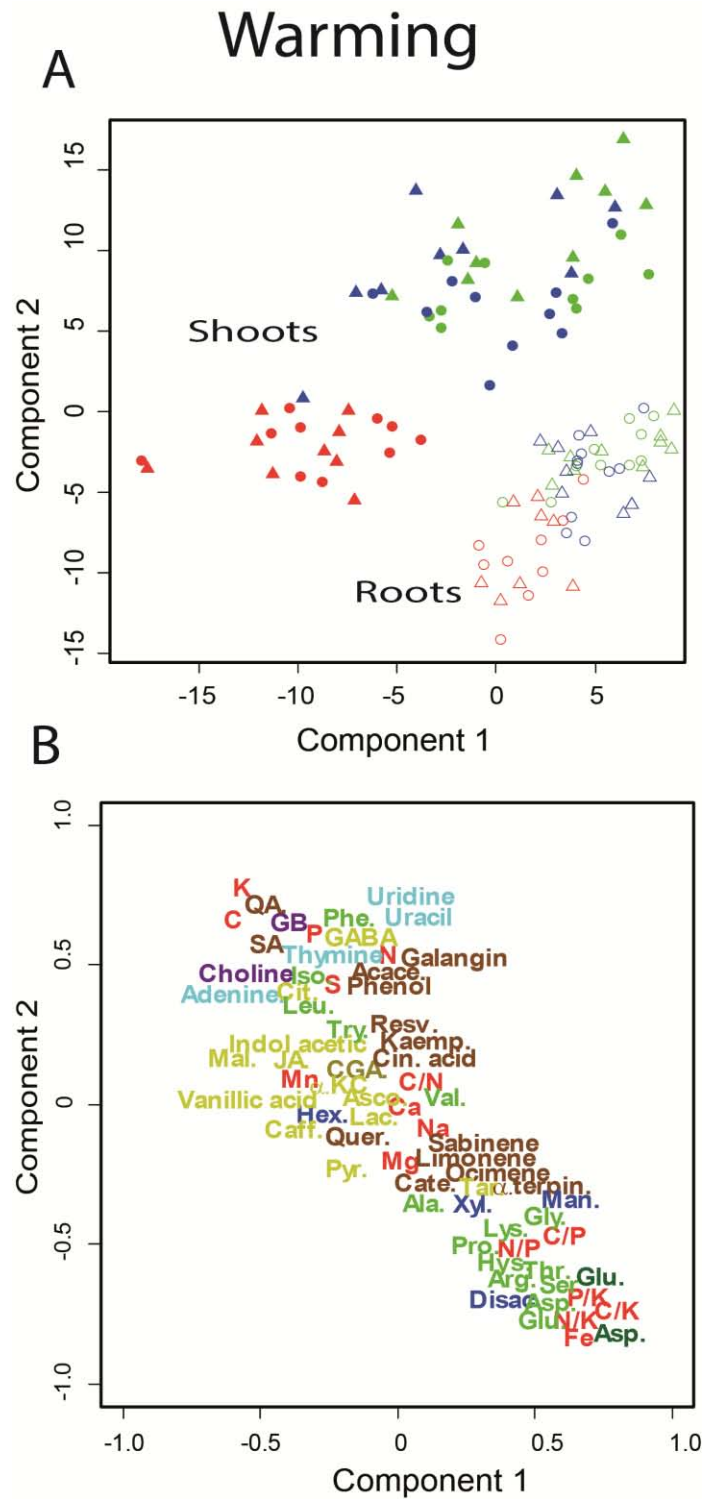 Warming
A
Component 2
15
10
5
0
-5
-10
-15
Shoots
Roots
-15
-10
-5
0
5
Component 1
B
Component 2
1.0
0.5
0
-0.5
-1.0
K
QA.
Uridine
C
GB
P
Phe.
Uracil
SA
GABA
Thymine
N
Galangin
Choline
Iso
Acace.
Adenine
Cit.
S
Phenol
Leu.
Try.
Resv.
Indol acetic
Kaemp.
Mal.
JA.
CGA.
Cin. acid
Mn
KC
C/N
Vanillic acid
Asco.
Ca
Val.
Hex.
Lac.
Caff.
Quer.
Na
Sabinene
Pyr.
Mg
Limonene
Ocimene
Cate.
Tar.
α.terpin.
Ala.
Xyl.
Man.
Lys.
Gly.
Pro.
N/P
C/P
Hys.
Thr.
Arg.
Ser
Glu.
Disac
Asp.
P/K
Glu.
N/K
C/K
Fe
Asp.
-1.0
-0.5
0
0.5
1.0
Component 1